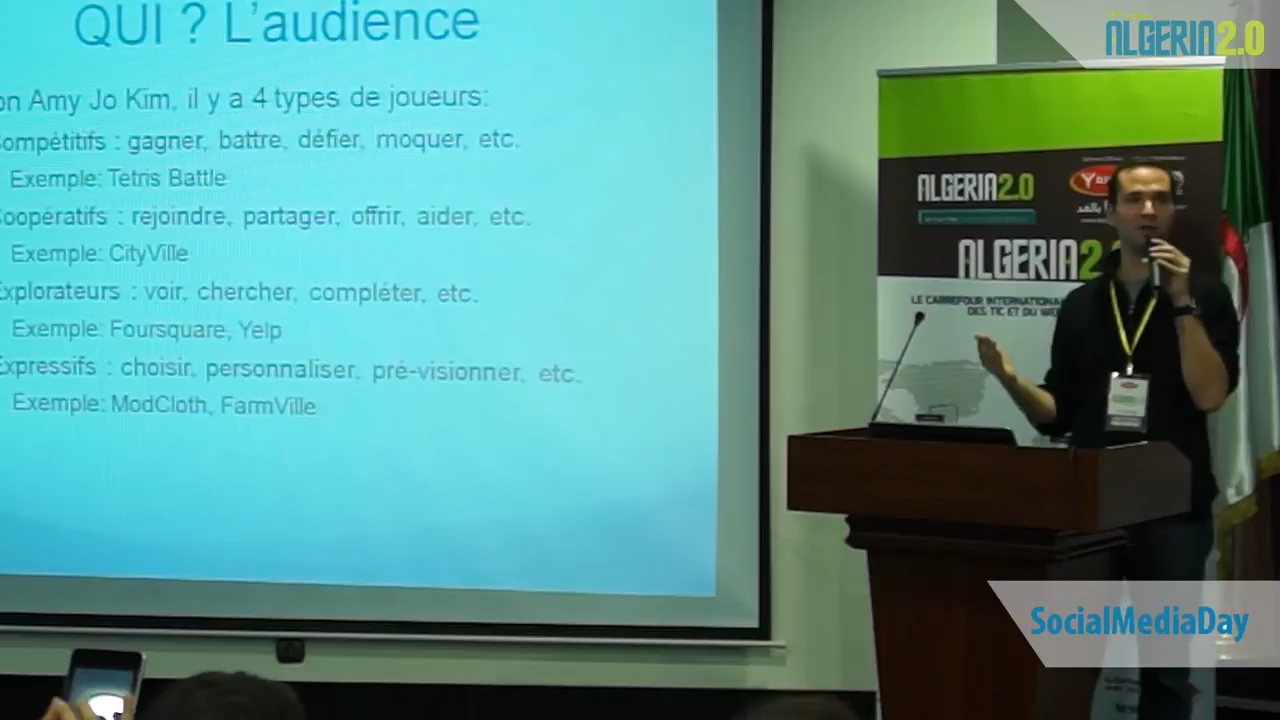 QUI ? L'audience
on Amy Jo Kim, il y a 4 types de joueurs:
ompétitifs : gagner, battre, défier, moquer, etc.
Exemple: Tetris Battle
oopératifs : rejoindre, partager, offrir, aider, etc.
Exemple: CityVille
xplorateurs : voir, chercher, compléter, etc.
Exemple: Foursquare, Yelp
Expressifs : choisir, personnaliser, pré-visionner, etc.
Exemple: ModCloth, FarmVille
ALGERIA2.0
ALGERIA2.0
ALGERIA2
LE CARREFOUR INTERNATIONA
DES TIC ET DU WE
SocialMediaDay